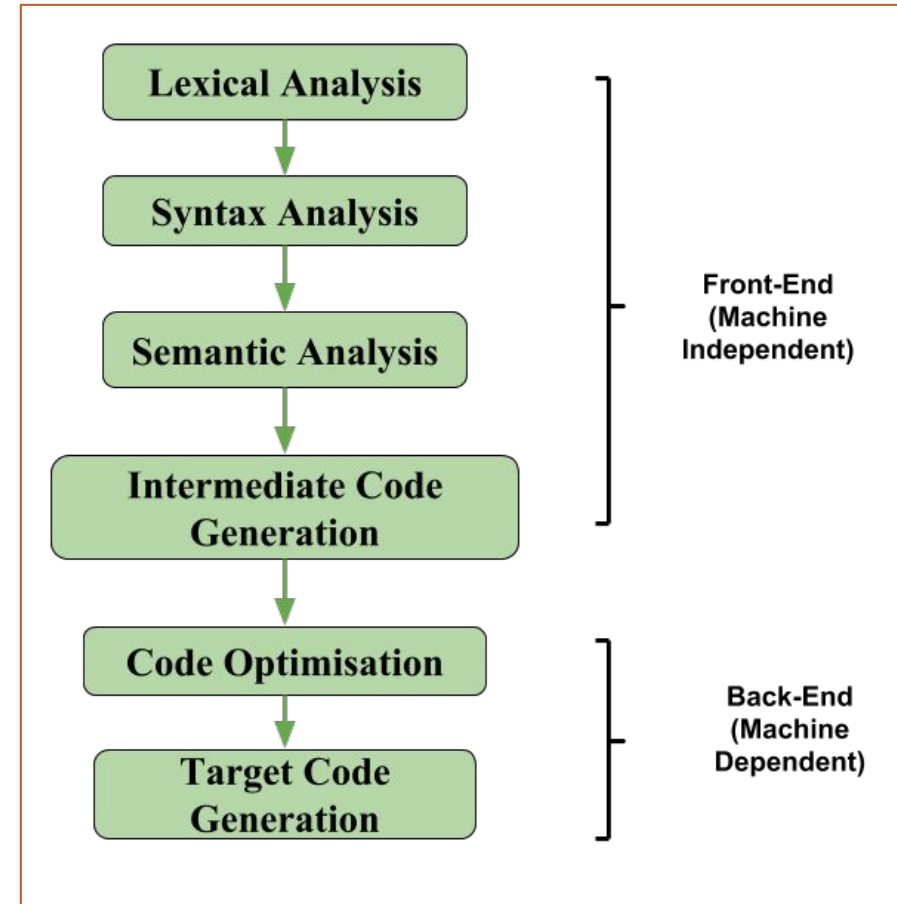 Lexical Analysis
Syntax Analysis
Semantic Analysis
Intermediate Code
Generation
Front-End
(Machine
Independent)
Code Optimisation
Target Code
Generation
Back-End
(Machine
Dependent)